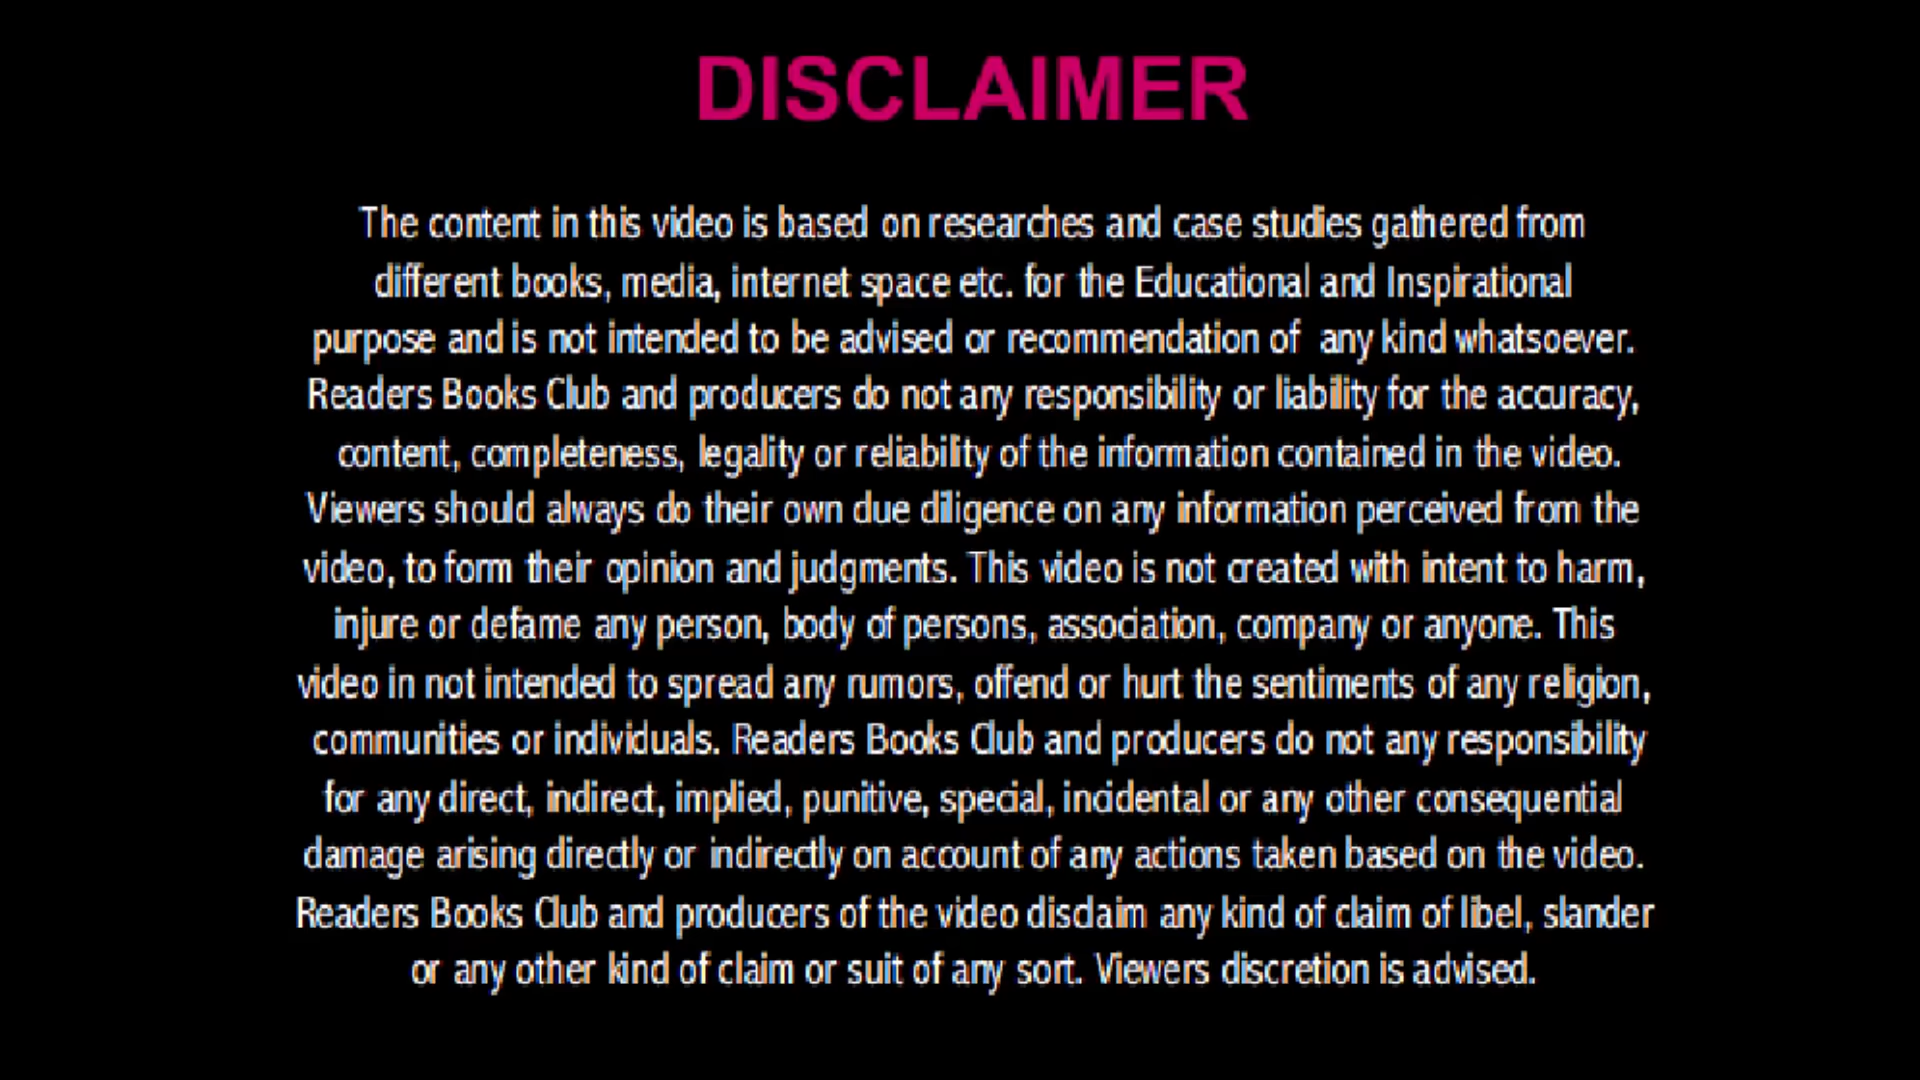 DISCLAIMER
The content in this video is based on researches and case studies gathered from
different books, media, internet space etc. for the Educational and Inspirational
purpose and is not intended to be advised or recommendation of any kind whatsoever.
Readers Books Club and producers do not any responsibility or liability for the accuracy,
content, completeness, legality or reliability of the information contained in the video.
Viewers should always do their own due diligence on any information perceived from the
video, to form their opinion and judgments. This video is not created with intent to harm,
injure or defame any person, body of persons, association, company or anyone. This
video in not intended to spread any rumors, offend or hurt the sentiments of any religion,
communities or individuals. Readers Books Club and producers do not any responsibility
for any direct, indirect, implied, punitive, special, incidental or any other consequential
damage arising directly or indirectly on account of any actions taken based on the video.
Readers Books Club and producers of the video disclaim any kind of claim of libel, slander
or any other kind of claim or suit of any sort. Viewers discretion is advised.